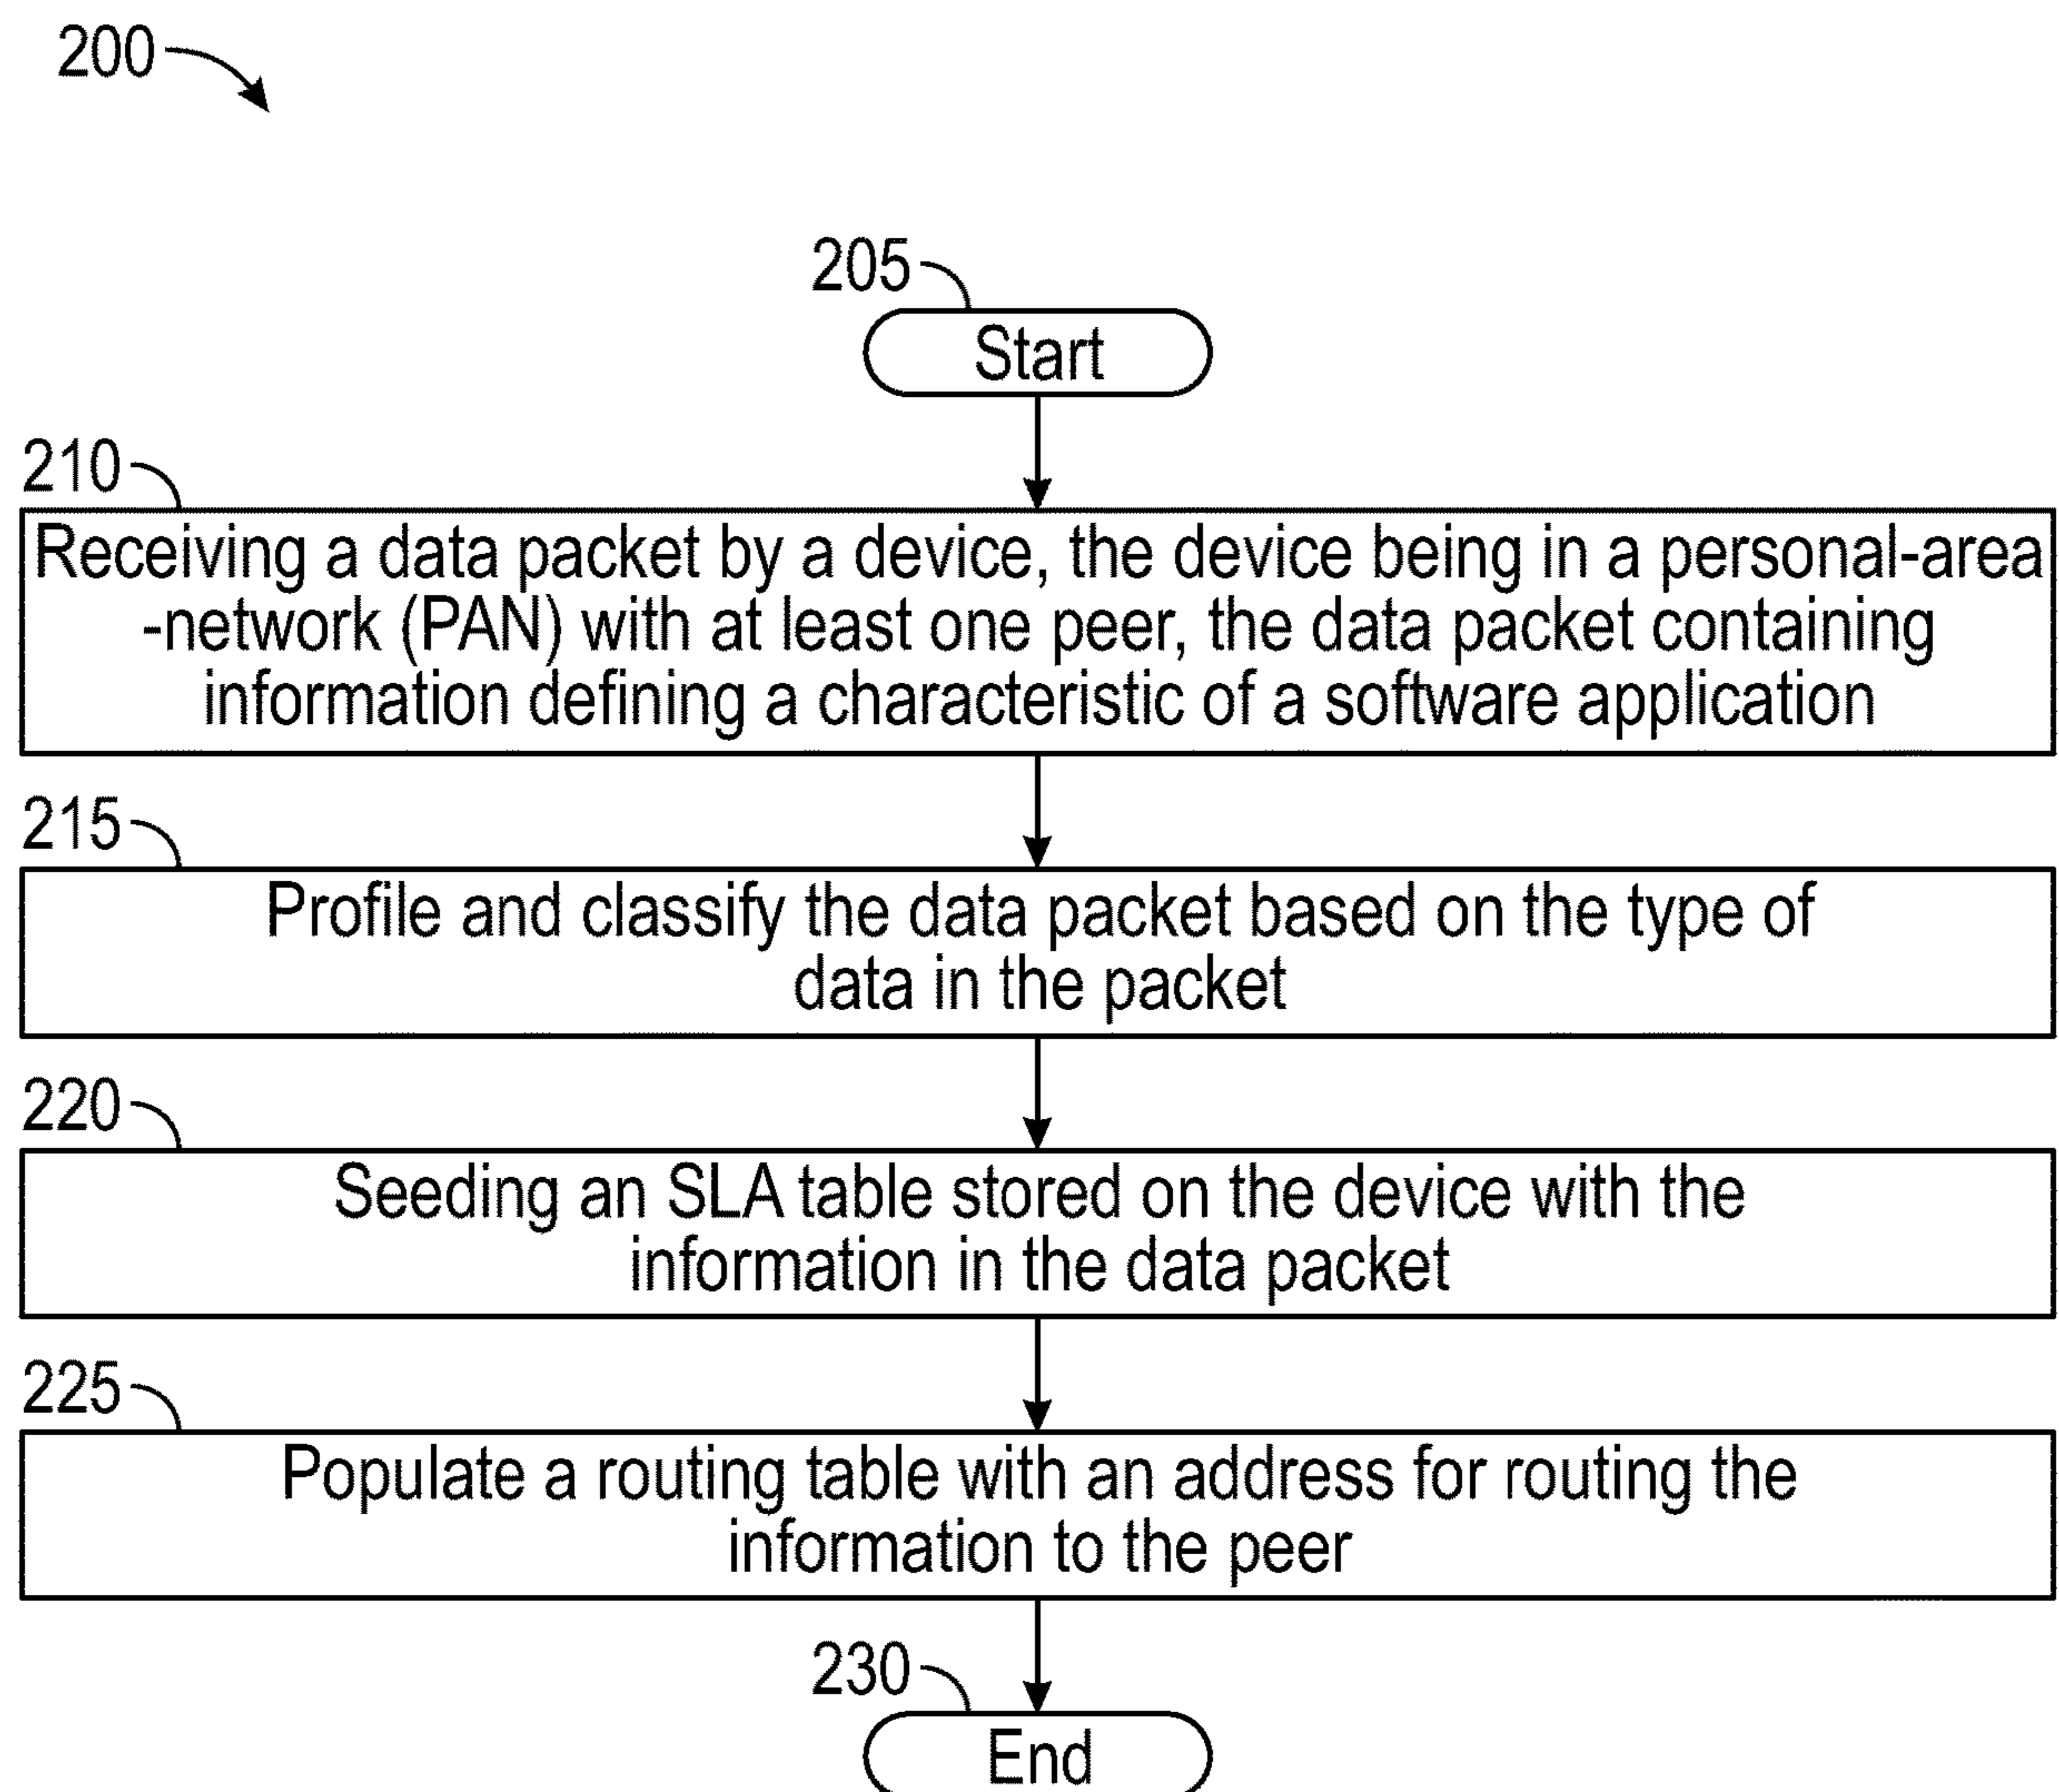 200
205
Start
210
Receiving a data packet by a device, the device being in a personal-area
-network (PAN) with at least one peer, the data packet containing
information defining a characteristic of a software application
215
Profile and classify the data packet based on the type of
data in the packet
220
Seeding an SLA table stored on the device with the
information in the data packet
225
Populate a routing table with an address for routing the
information to the peer
230
End